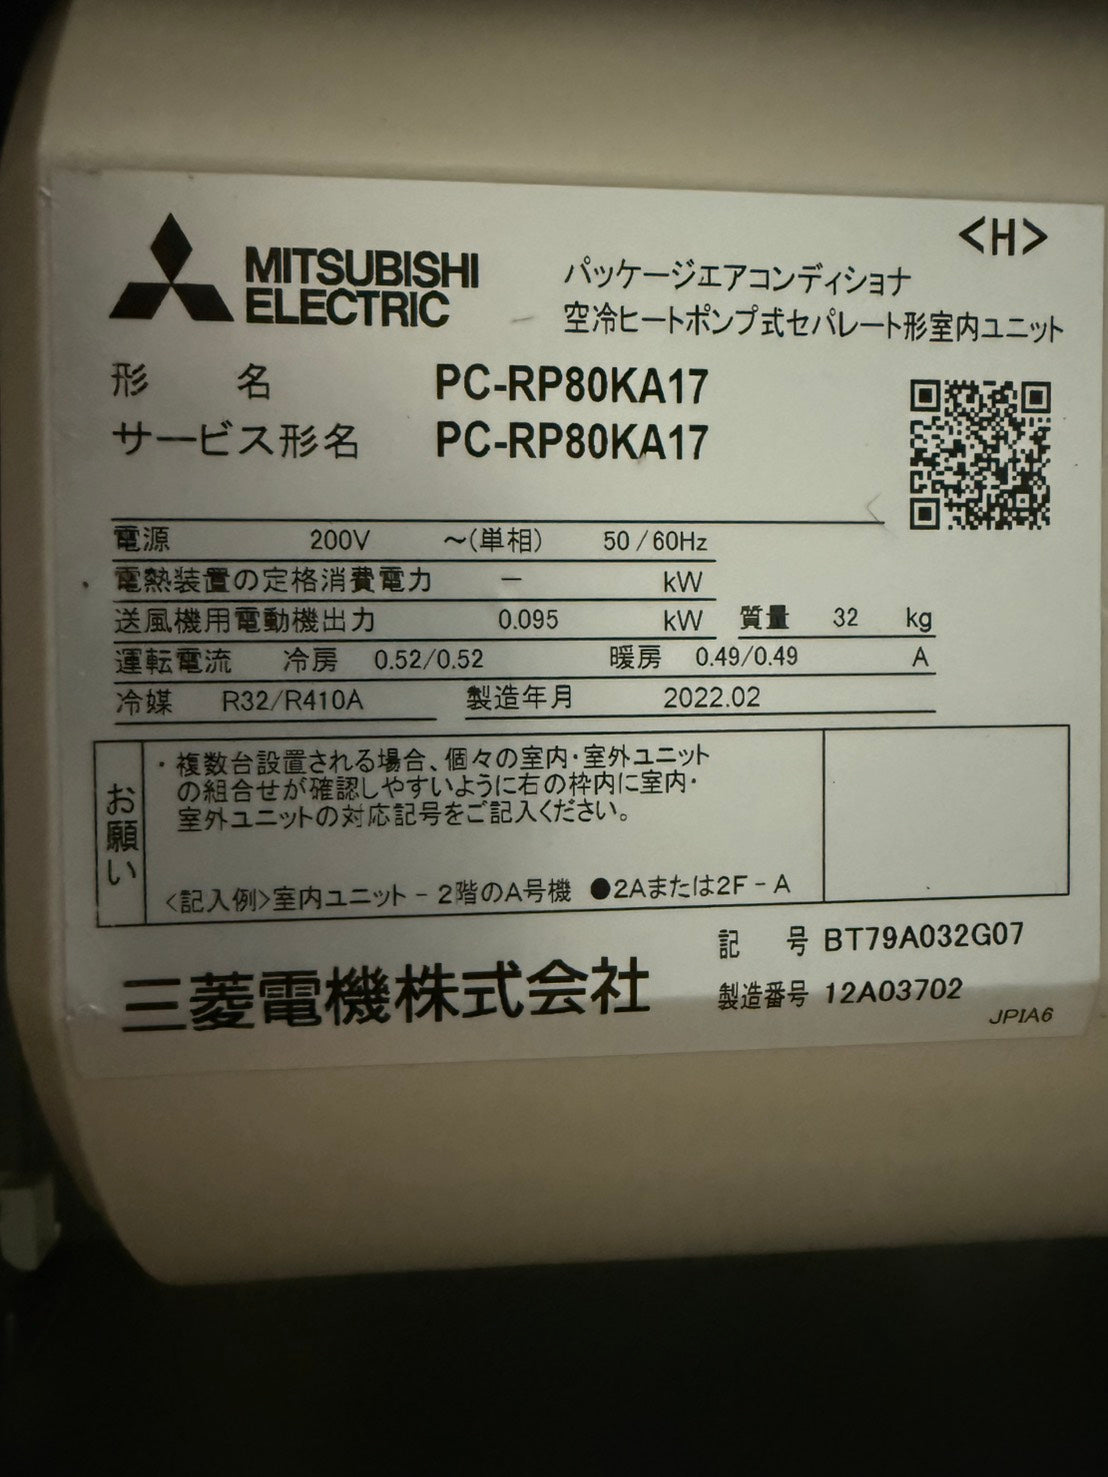 <H>
MITSUBISHI
ELECTRIC
パッケージエアコンディショナ
空冷ヒートポンプ式セパレート形室内ユニット
形 名 PC-RP80KA17
サービス形名 PC-RP80KA17
電源 200V ～(単相) 50/60Hz
電熱装置の定格消費電力 － kW
送風機用電動機出力 0.095 kW 質量 32 kg
運転電流 冷房 0.52/0.52 暖房 0.49/0.49 A
冷媒 R32/R410A 製造年月 2022.02
お願い
・複数台設置される場合、個々の室内・室外ユニット
の組合せが確認しやすいように右の枠内に室内・
室外ユニットの対応記号をご記入ください。
<記入例>室内ユニット－2階のA号機 ●2Aまたは2F－A
三菱電機株式会社
記 号 BT79A032G07
製造番号 12A03702
JPIA6